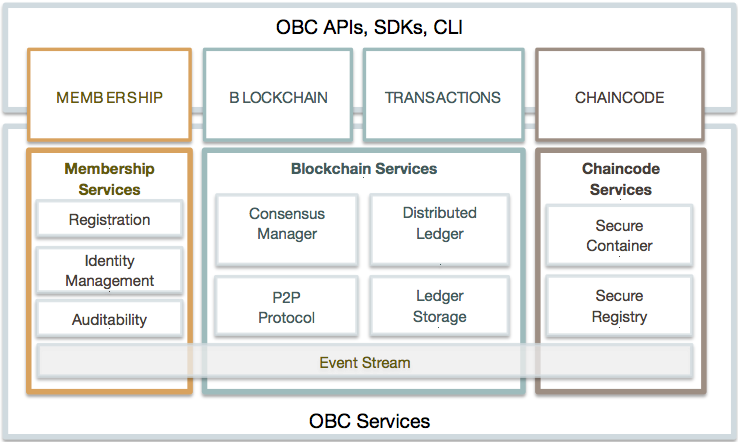 OBC APIs, SDKs, CLI
MEMBERSHIP
BLOCKCHAIN
TRANSACTIONS
CHAINCODE
Membership
Services
Registration
Identity
Management
Auditability
Blockchain Services
Consensus
Manager
Distributed
Ledger
P2P
Protocol
Ledger
Storage
Chaincode
Services
Secure
Container
Secure
Registry
Event Stream
OBC Services